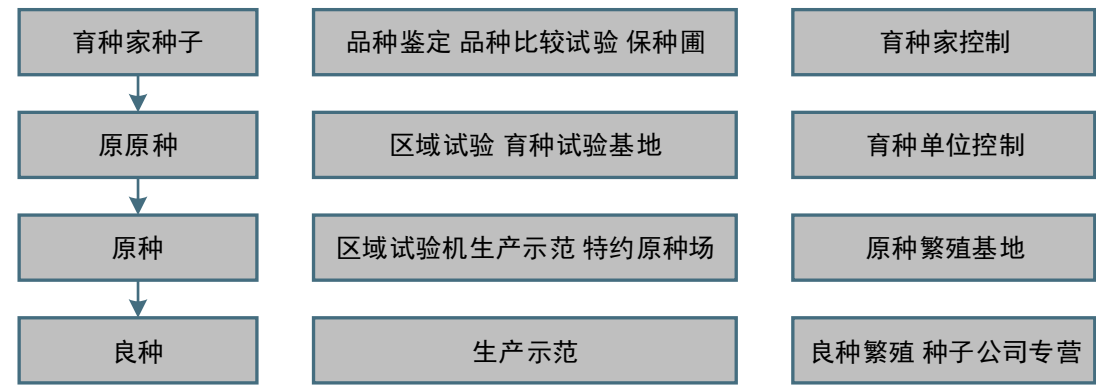 育种家种子
品种鉴定 品种比较试验 保种圃
育种家控制
原原种
区域试验 育种试验基地
育种单位控制
原种
区域试验机生产示范 特约原种场
原种繁殖基地
良种
生产示范
良种繁殖 种子公司专营